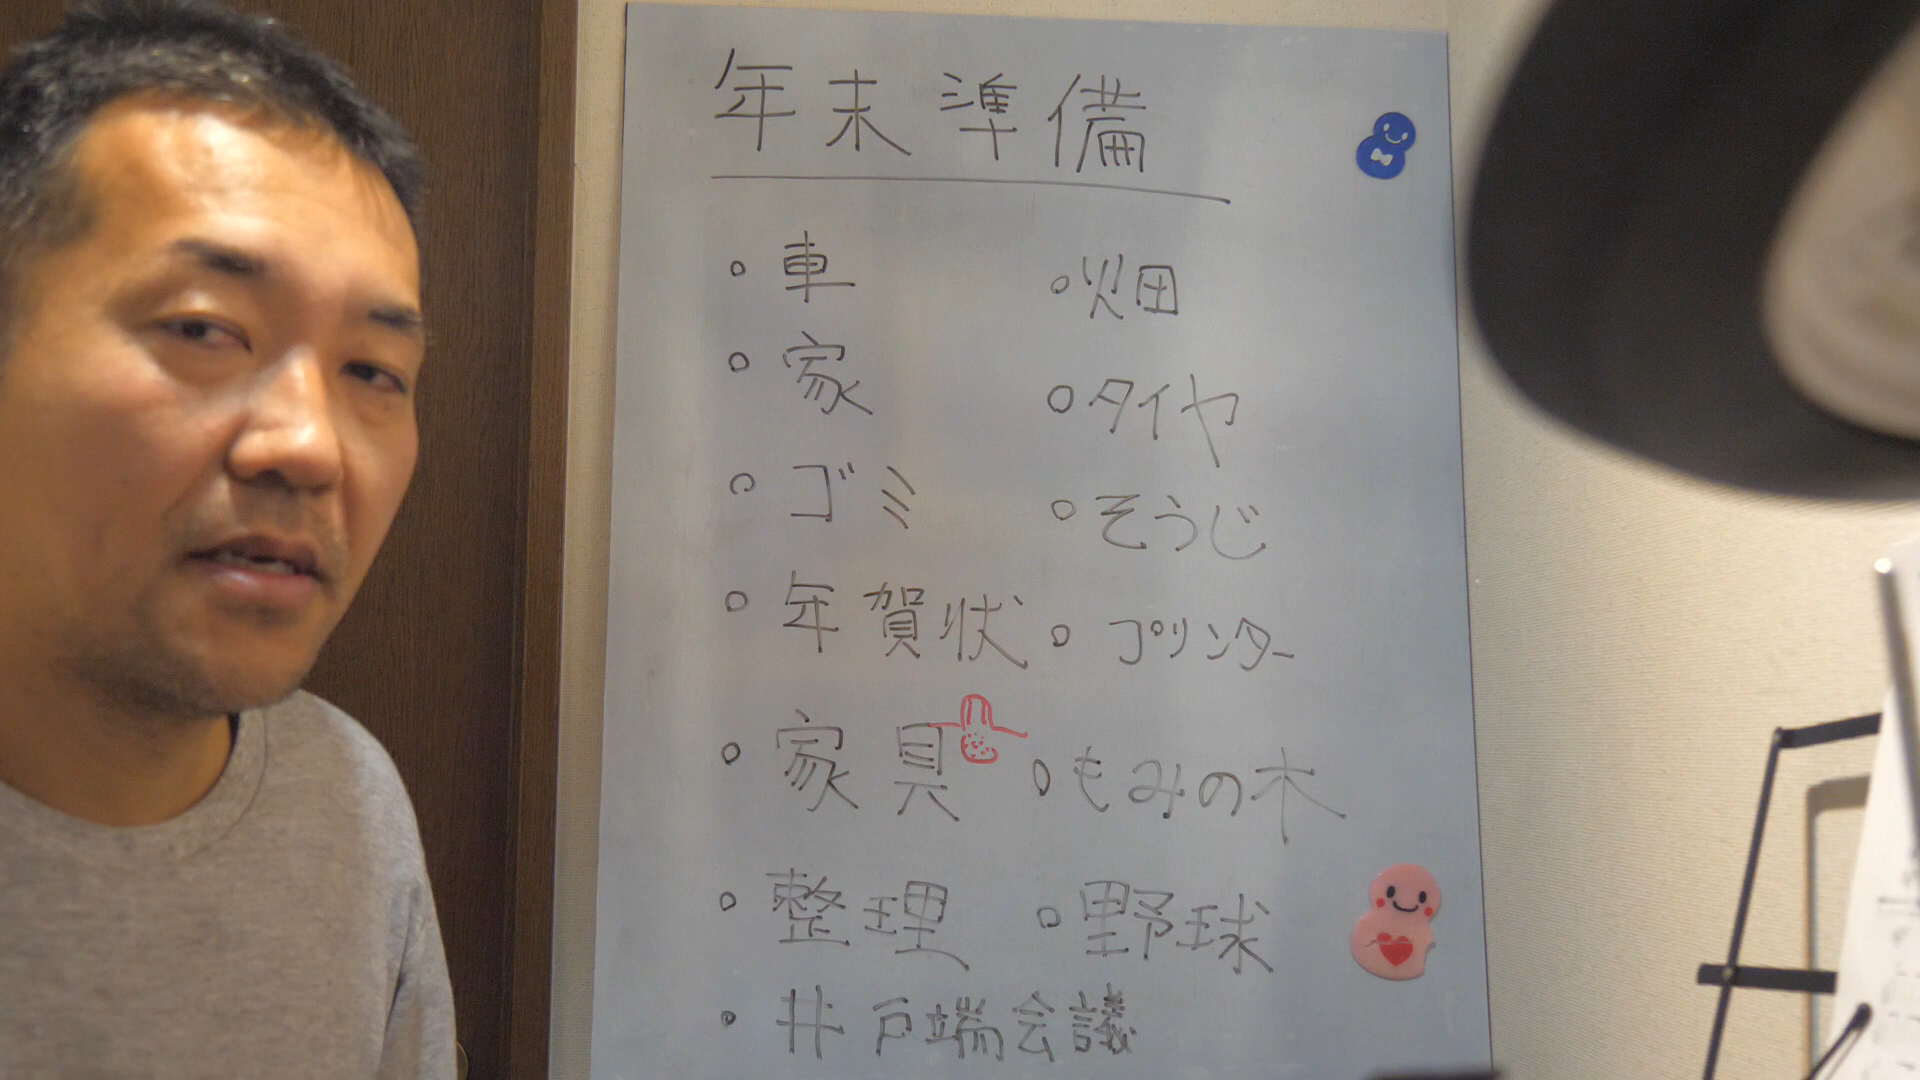 年末準備
・車
・家
・ゴミ
・年賀状
・家具
・整理
・井戸端会議
・畑
・タイヤ
・そうじ
・プリンター
・もみの木
・野球